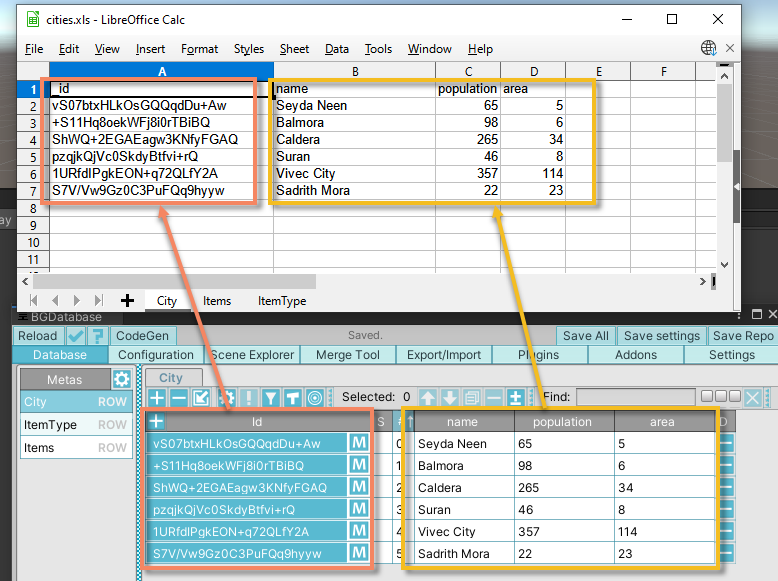 cities.xls - LibreOffice Calc
File Edit View Insert Format Styles Sheet Data Tools Window Help
A B C D E F
1 _id name population area
2 vS07btxHLkOsGQQqdDu+Aw Seyda Neen 65 5
3 +S11Hq8oekWFj8i0rTBiBQ Balmora 98 6
4 ShWQ+2EGAEagw3KNfyFGAQ Caldera 265 34
5 pzqjkQjVc0SkdyBtfvi+rQ Suran 46 8
6 1URfdIPgkEON+q72QLfY2A Vivec City 357 114
7 S7V/Vw9Gz0C3PuFQq9hyyw Sadrith Mora 22 23
8
9
10
11
City Items ItemType
ay
BGDatabase
Reload ? CodeGen Saved. Save All Save settings Save Repo
Database Configuration Scene Explorer Merge Tool Export/Import Plugins Addons Settings
Metas City
City ROW Selected: 0 Find:
ItemType ROW Id S # name population area D
Items ROW vS07btxHLkOsGQQqdDu+Aw M 0 Seyda Neen 65 5
+S11Hq8oekWFj8i0rTBiBQ M 1 Balmora 98 6
ShWQ+2EGAEagw3KNfyFGAQ M 2 Caldera 265 34
pzqjkQjVc0SkdyBtfvi+rQ M 3 Suran 46 8
1URfdIPgkEON+q72QLfY2A M 4 Vivec City 357 114
S7V/Vw9Gz0C3PuFQq9hyyw M 5 Sadrith Mora 22 23